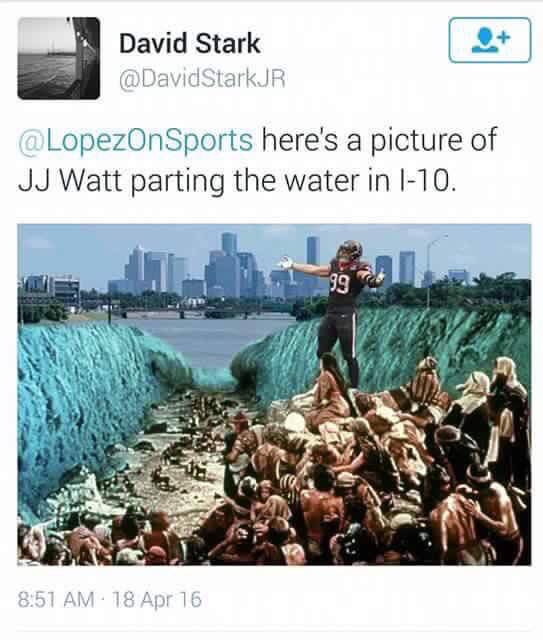 David Stark
@DavidStarkJR
@LopezOnSports here's a picture of
JJ Watt parting the water in I-10.
99
8:51 AM · 18 Apr 16